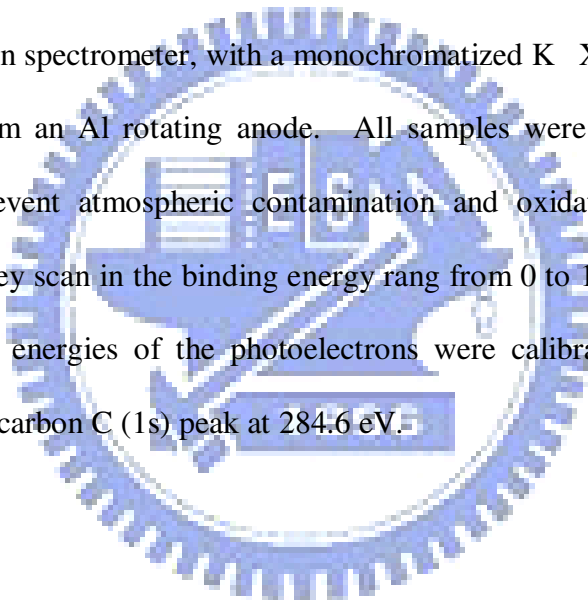 n spectrometer, with a monochromatized K X
m an Al rotating anode. All samples were
event atmospheric contamination and oxida
ey scan in the binding energy rang from 0 to 1
energies of the photoelectrons were calibra
carbon C (1s) peak at 284.6 eV.